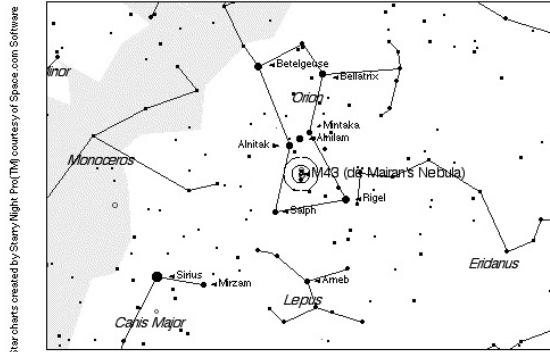 Star charts created by Starry Night Pro(TM) courtesy of Space.com Software
inor
Betelgeuse
Bellatrix
Orion
Mintaka
Alnilam
Alnitak
Monoceros
M43 (de Mairan's Nebula)
Rigel
Saiph
Eridanus
Sirius
Mirzam
Arneb
Lepus
Canis Major